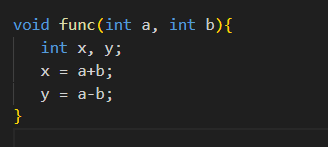 void func(int a, int b){
   int x, y;
   x = a+b;
   y = a-b;
}